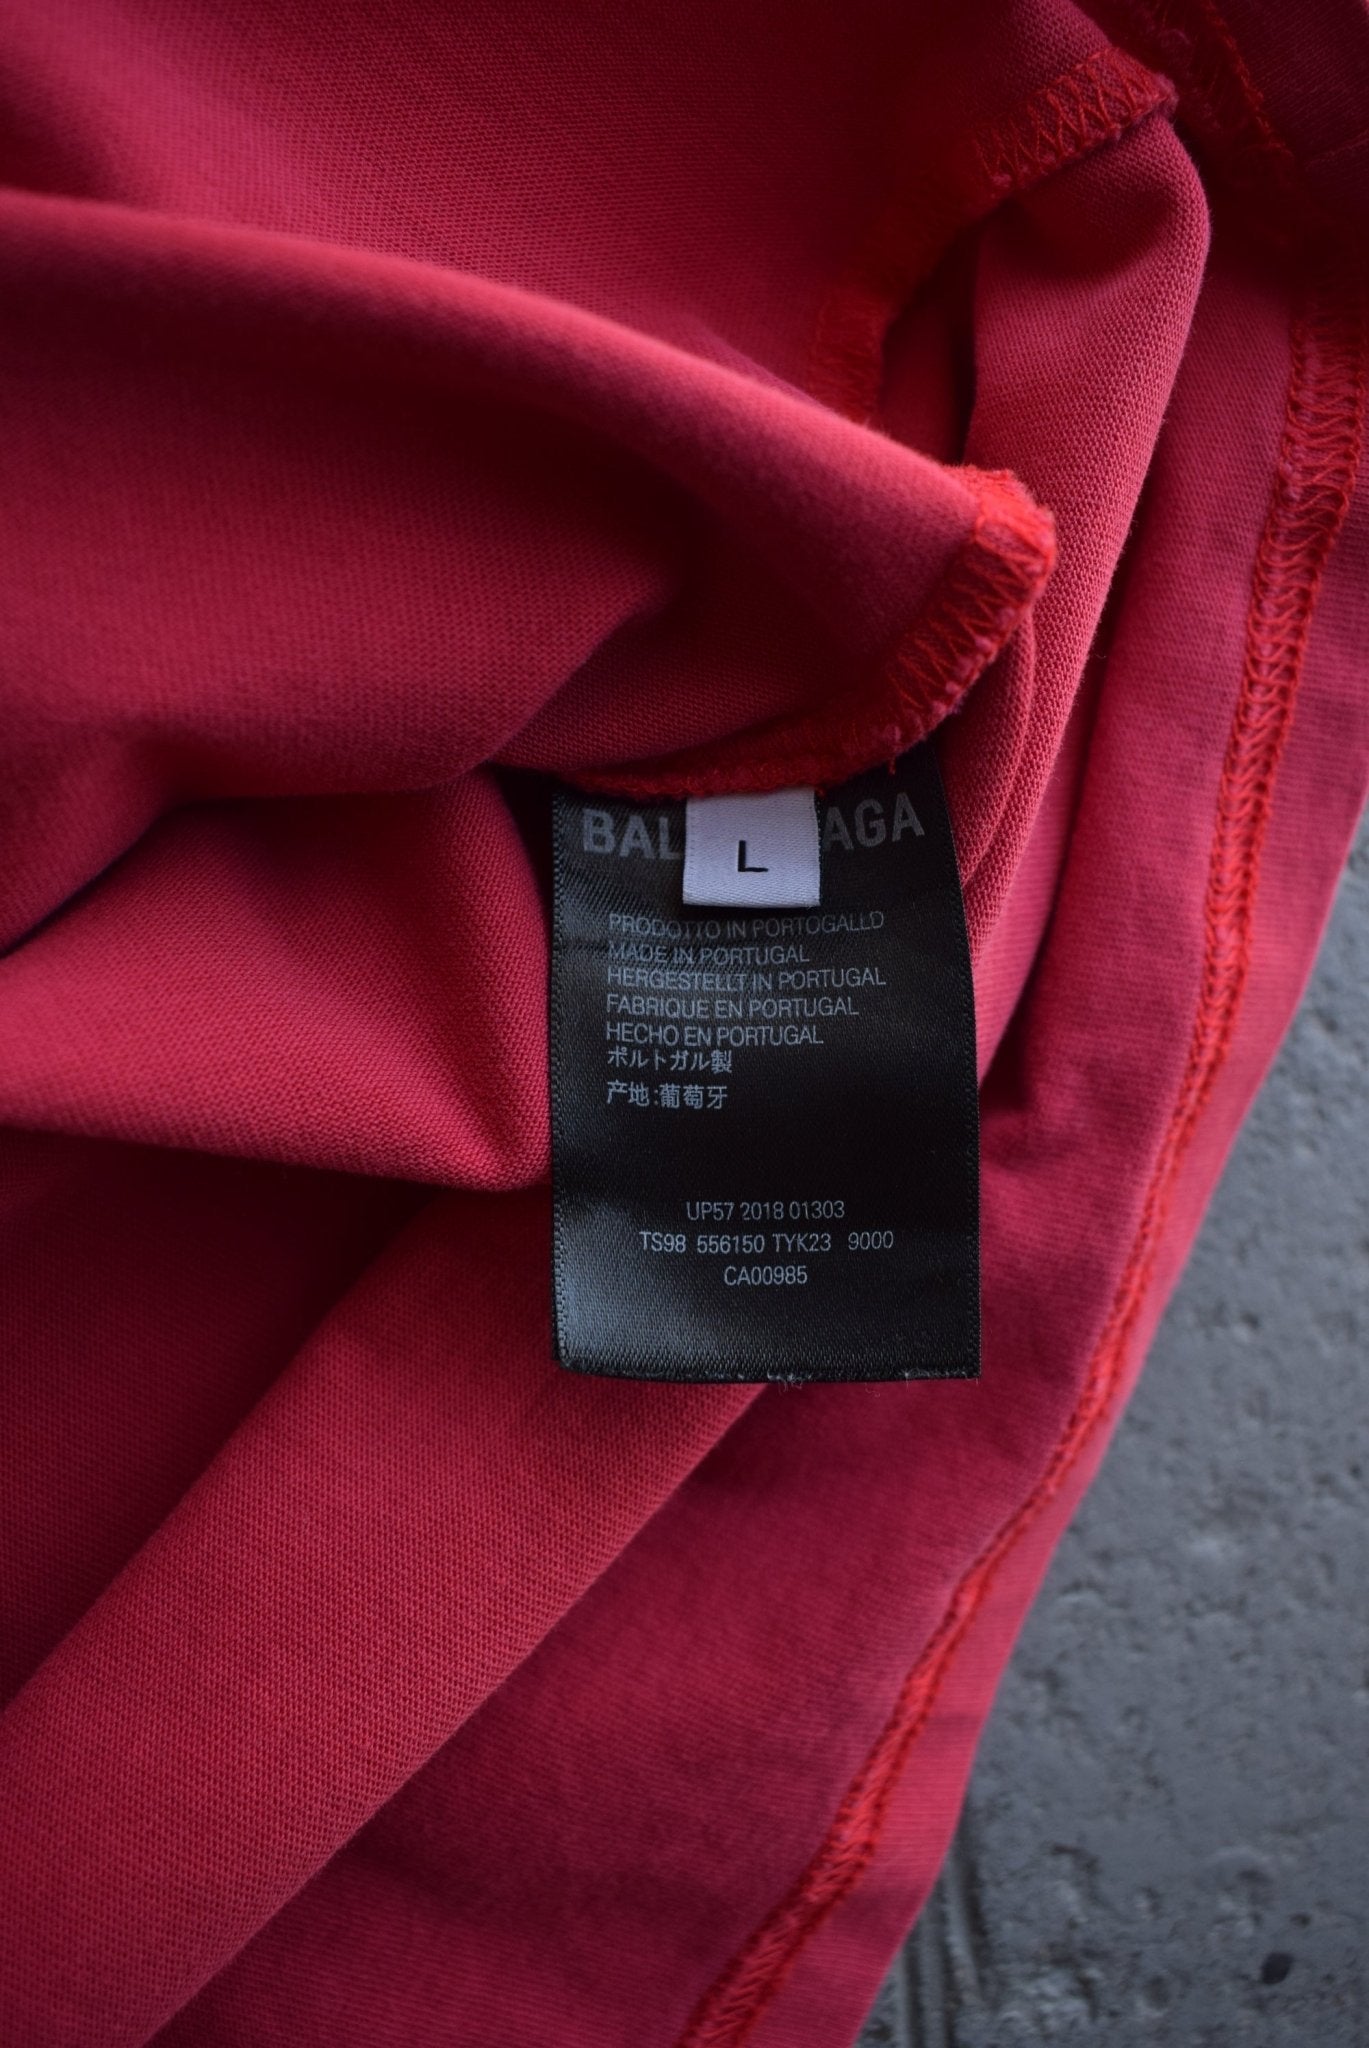 BAL AGA
L
PRODOTTO IN PORTOGALLO
MADE IN PORTUGAL
HERGESTELLT IN PORTUGAL
FABRIQUE EN PORTUGAL
HECHO EN PORTUGAL
ポルトガル製
产地:葡萄牙
UP57 2018 01303
TS98 556150 TYK23 9000
CA00985